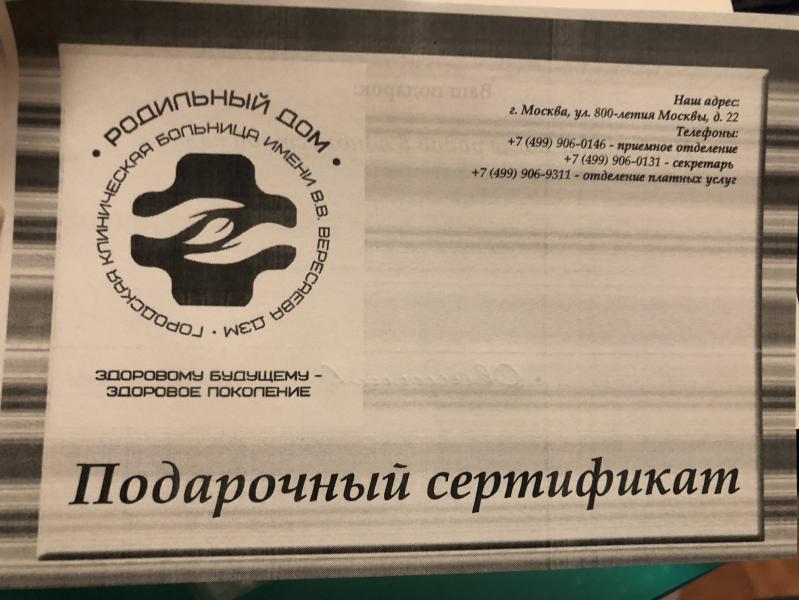 • РОДИЛЬНЫЙ ДОМ •
ГОРОДСКАЯ КЛИНИЧЕСКАЯ БОЛЬНИЦА ИМЕНИ В.В. ВЕРЕСАЕВА ДЗМ •
ЗДОРОВОМУ БУДУЩЕМУ –
ЗДОРОВОЕ ПОКОЛЕНИЕ
Наш адрес:
г. Москва, ул. 800-летия Москвы, д. 22
Телефоны:
+7 (499) 906-0146 - приемное отделение
+7 (499) 906-0131 - секретарь
+7 (499) 906-9311 - отделение платных услуг
Ваш подарок:
Подарочный сертификат